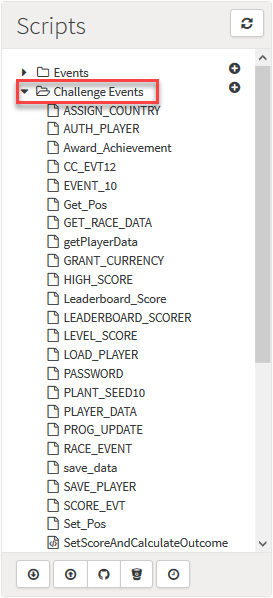 Scripts
Events
Challenge Events
ASSIGN_COUNTRY
AUTH_PLAYER
Award_Achievement
CC_EVT12
EVENT_10
Get_Pos
GET_RACE_DATA
getPlayerData
GRANT_CURRENCY
HIGH_SCORE
Leaderboard_Score
LEADERBOARD_SCORER
LEVEL_SCORE
LOAD_PLAYER
PASSWORD
PLANT_SEED10
PLAYER_DATA
PROG_UPDATE
RACE_EVENT
save_data
SAVE_PLAYER
SCORE_EVT
Set_Pos
SetScoreAndCalculateOutcome